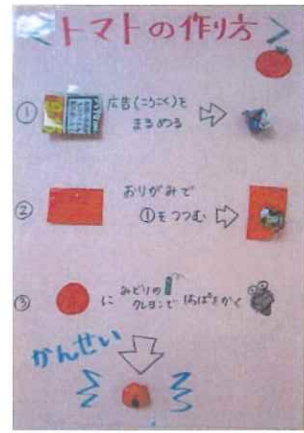 <トマトの作り方>
① 広告(こうこく)を
まるめる
② おりがみで
①をつつむ
③ に みどりの
クレヨンで はっぱをかく
かんせい